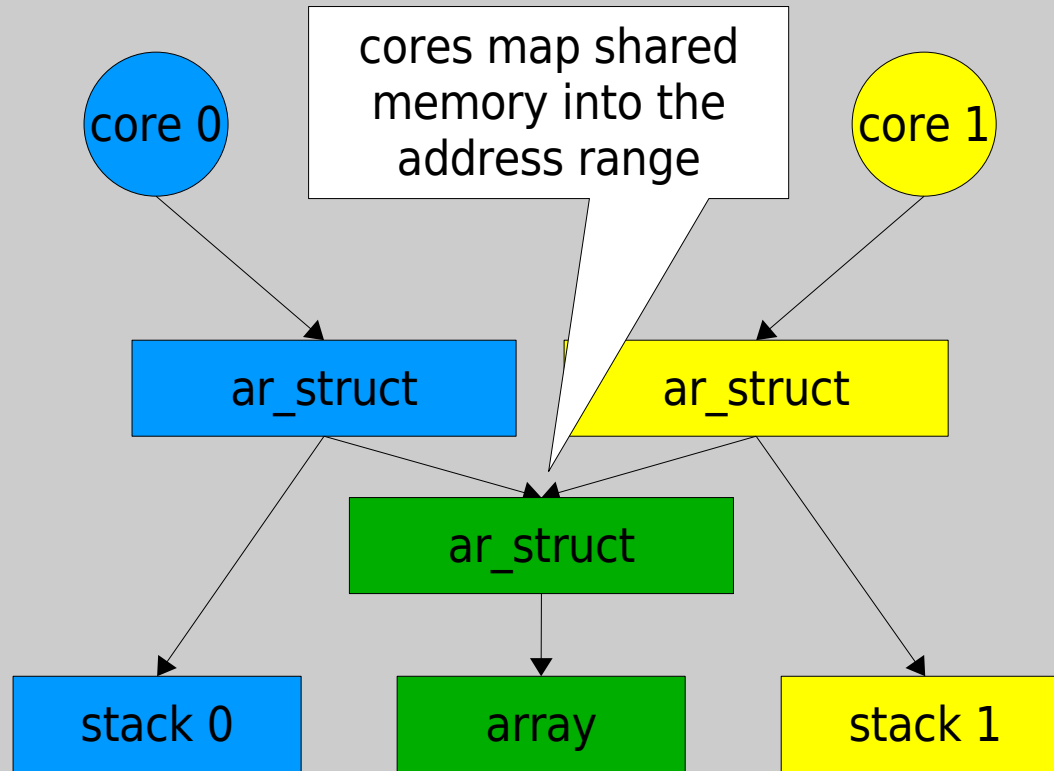 cores map shared
memory into the
address range
core 0
core 1
ar_struct
ar_struct
ar_struct
stack 0
array
stack 1